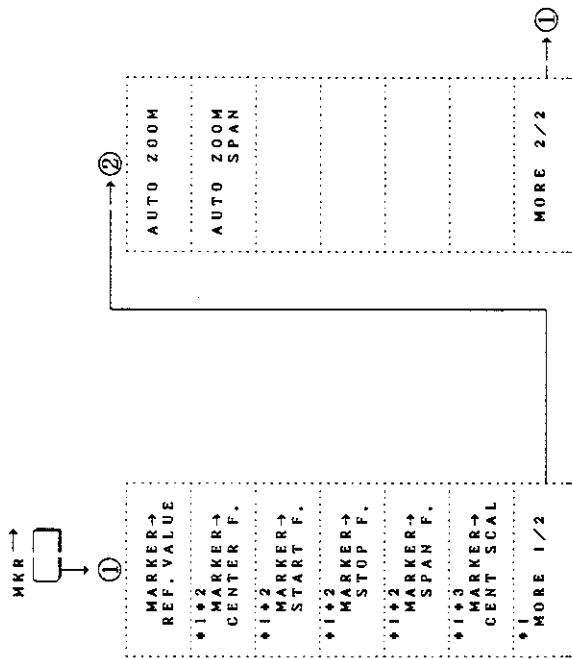 MKR →
①
MARKER→
REF. VALUE
*1*2
MARKER→
CENTER F.
*1*2
MARKER→
START F.
*1*2
MARKER→
STOP F.
*1*2
MARKER→
SPAN F.
*1*3
MARKER→
CENT SCAL
*1
MORE 1/2
②
AUTO ZOOM
AUTO ZOOM
SPAN
MORE 2/2
①